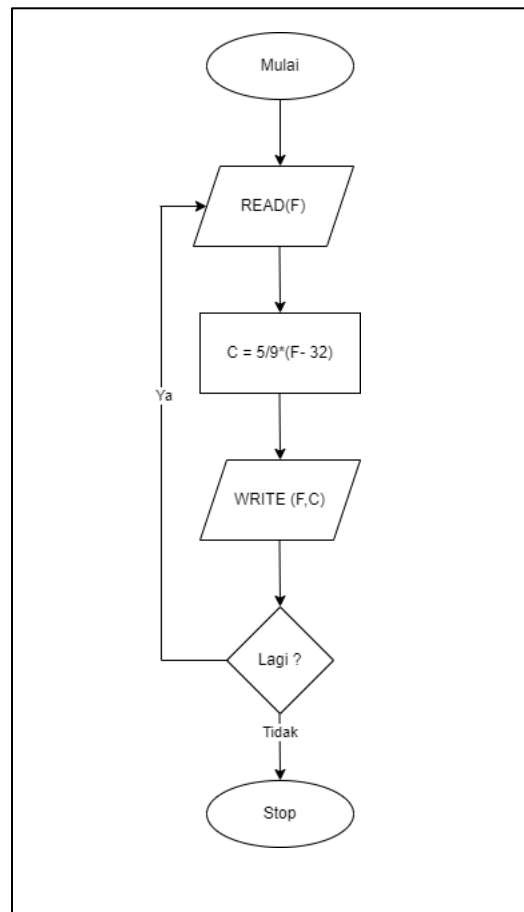 Mulai
READ(F)
C = 5/9*(F- 32)
Ya
WRITE (F,C)
Lagi ?
Tidak
Stop